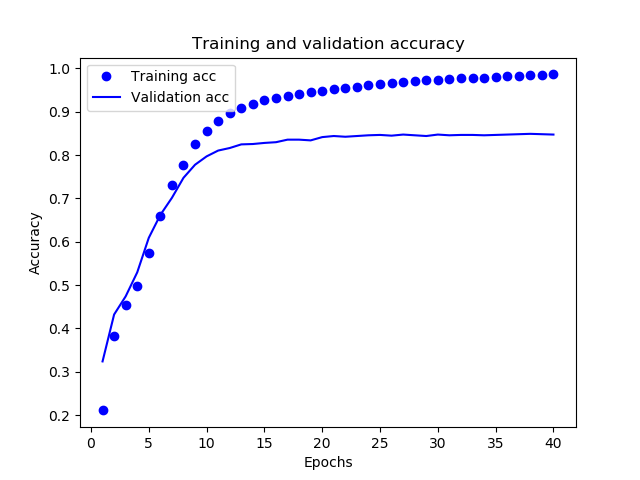 Training and validation accuracy
Training acc
Validation acc
Accuracy
1.0
0.9
0.8
0.7
0.6
0.5
0.4
0.3
0.2
0 5 10 15 20 25 30 35 40
Epochs